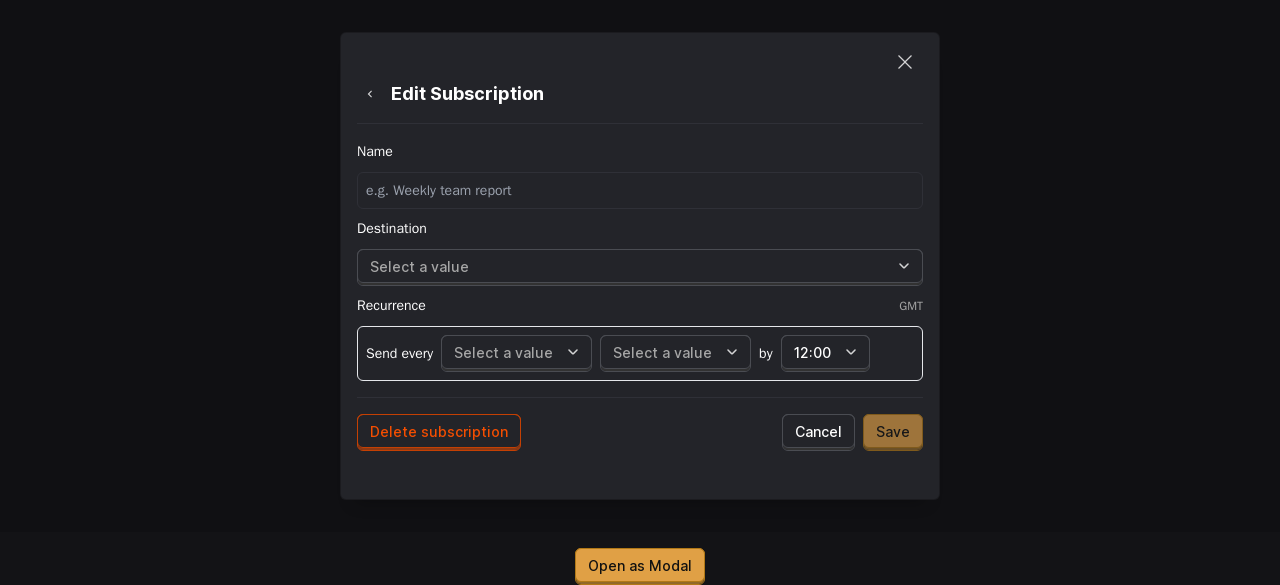 Edit Subscription
Name
e.g. Weekly team report
Destination
Select a value
Recurrence GMT
Send every Select a value Select a value by 12:00
Delete subscription Cancel Save
Open as Modal